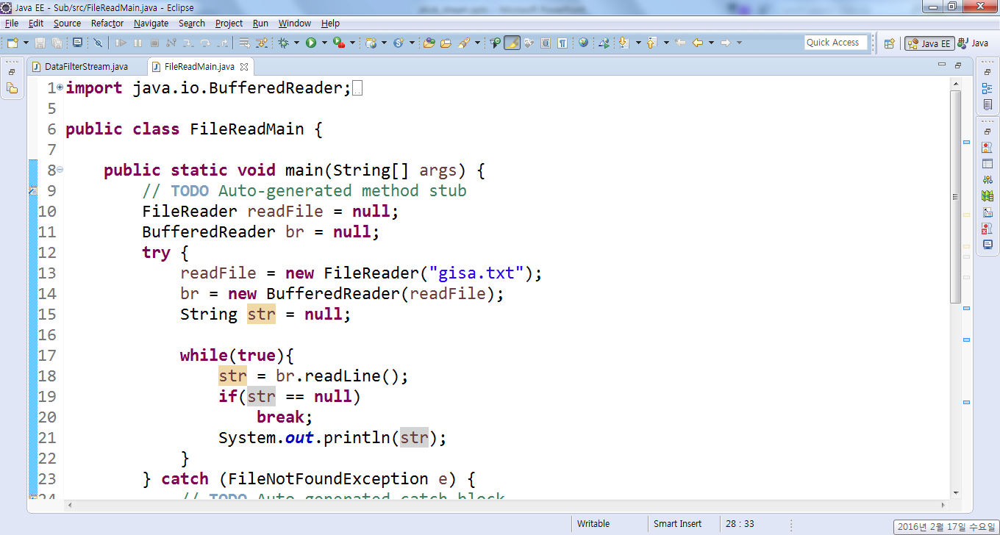 Java EE - Sub/src/FileReadMain.java - Eclipse
File Edit Source Refactor Navigate Search Project Run Window Help
Quick Access Java EE Java
DataFilterStream.java FileReadMain.java
1 import java.io.BufferedReader;
5
6 public class FileReadMain {
7
8 public static void main(String[] args) {
9 // TODO Auto-generated method stub
10 FileReader readFile = null;
11 BufferedReader br = null;
12 try {
13 readFile = new FileReader("gisa.txt");
14 br = new BufferedReader(readFile);
15 String str = null;
16
17 while(true){
18 str = br.readLine();
19 if(str == null)
20 break;
21 System.out.println(str);
22 }
23 } catch (FileNotFoundException e) {
24 // TODO Auto-generated catch block
Writable Smart Insert 28 : 33
2016년 2월 17일 수요일